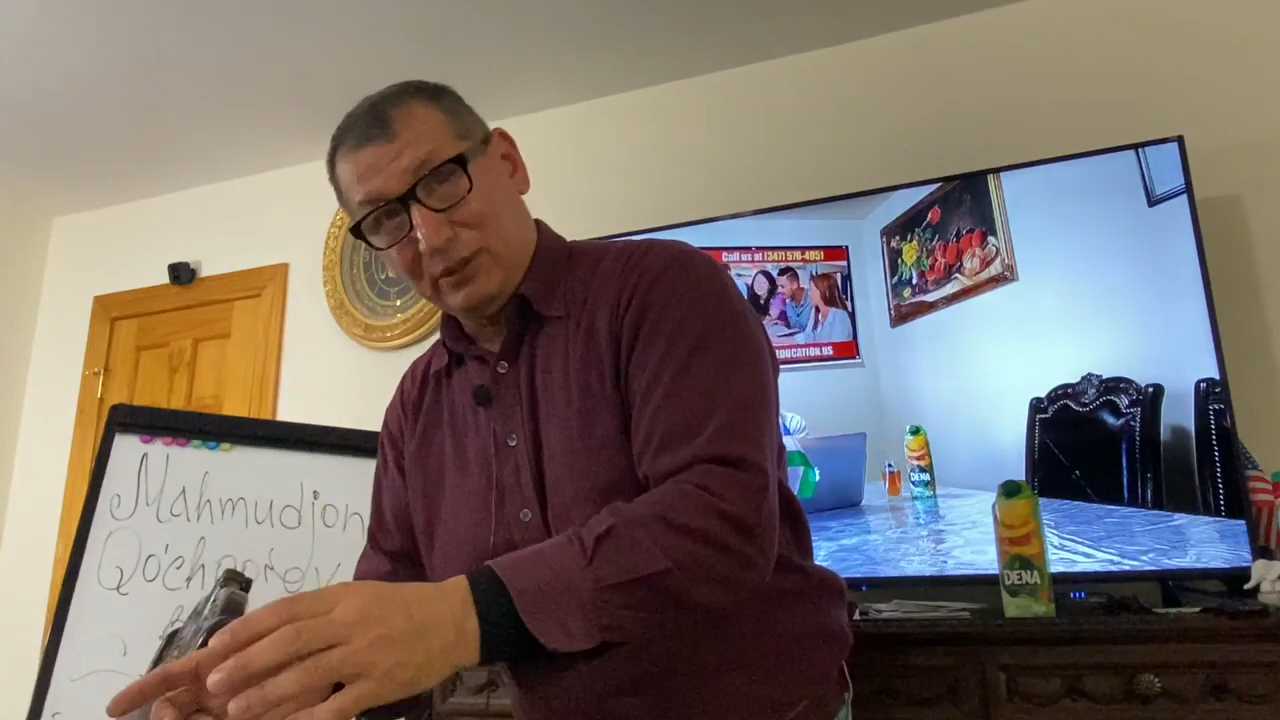 Mahmudjon
Call us at (347) 576-4951
EDUCATION.US
DENA
DENA